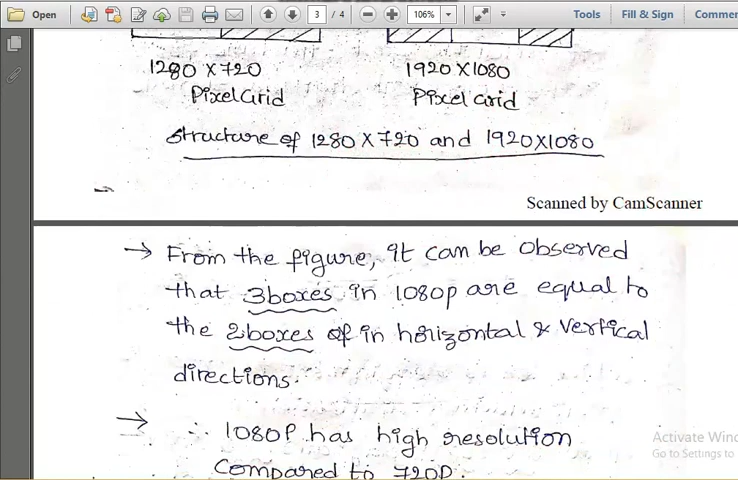 Open
3 / 4
106%
Tools
Fill & Sign
Commen
1280 X 720
1920 X 1080
Pixel Grid
Pixel Grid
Structure of 1280 X 720 and 1920X1080
Scanned by CamScanner
→ From the figure, it can be observed
that 3boxes in 1080p are equal to
the 2boxes of in horizontal & vertical
directions.
→ ∴ 1080P has high resolution
Compared to 720P.
Activate Wind
Go to Settings to